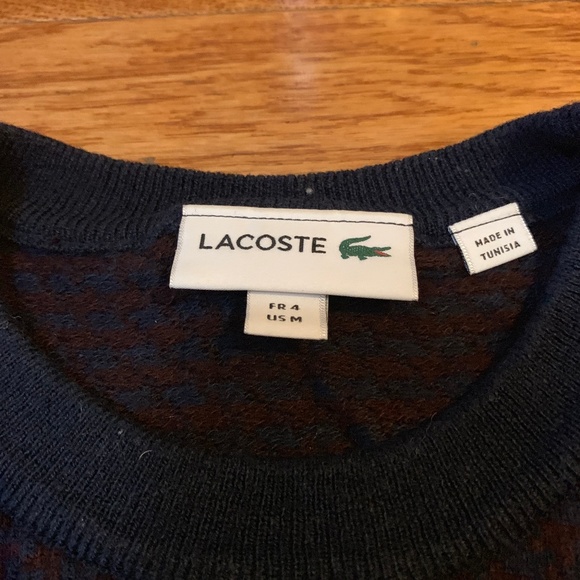 LACOSTE
FR 4
US M
MADE IN
TUNISIA